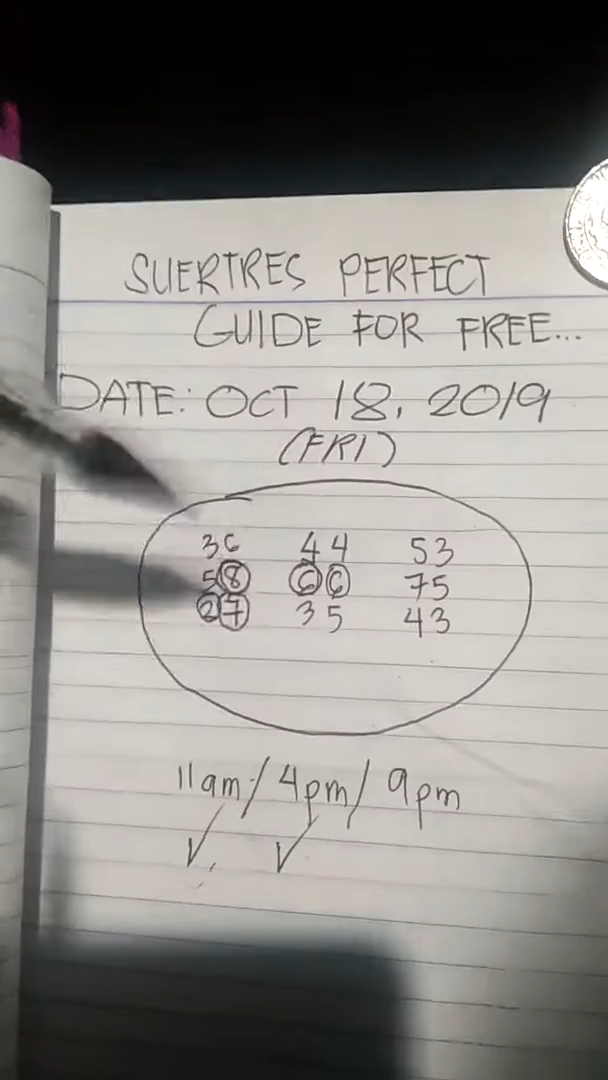 SUERTRES PERFECT
GUIDE FOR FREE...
DATE: OCT 18, 2019
(FRI)
36 44 53
58 66 75
27 35 43
11am/4pm/9pm